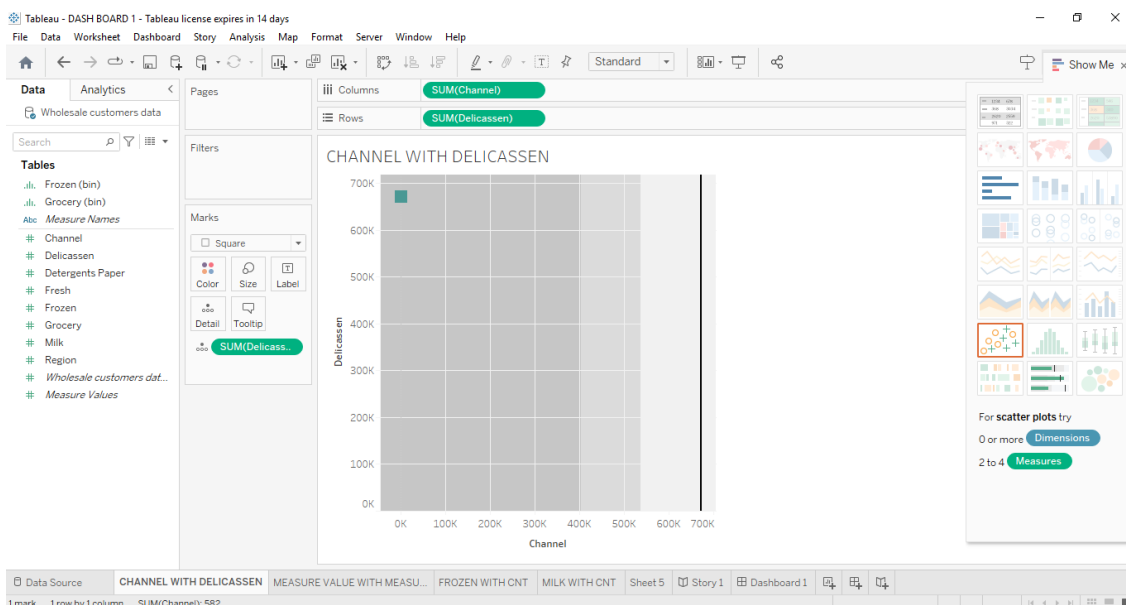 Tableau - DASH BOARD 1 - Tableau license expires in 14 days
File Data Worksheet Dashboard Story Analysis Map Format Server Window Help
Standard
Show Me
Data Analytics
Wholesale customers data
Search
Tables
Frozen (bin)
Grocery (bin)
Abc Measure Names
# Channel
# Delicassen
# Detergents Paper
# Fresh
# Frozen
# Grocery
# Milk
# Region
# Wholesale customers dat...
# Measure Values
Pages
Filters
Marks
Square
Color Size Label
Detail Tooltip
SUM(Delicass..
Columns SUM(Channel)
Rows SUM(Delicassen)
CHANNEL WITH DELICASSEN
700K
600K
500K
400K
300K
200K
100K
0K
Delicassen
0K 100K 200K 300K 400K 500K 600K 700K
Channel
For scatter plots try
0 or more Dimensions
2 to 4 Measures
Data Source CHANNEL WITH DELICASSEN MEASURE VALUE WITH MEASU... FROZEN WITH CNT MILK WITH CNT Sheet 5 Story 1 Dashboard 1
1 mark 1 row by 1 column SUM(Channel): 582